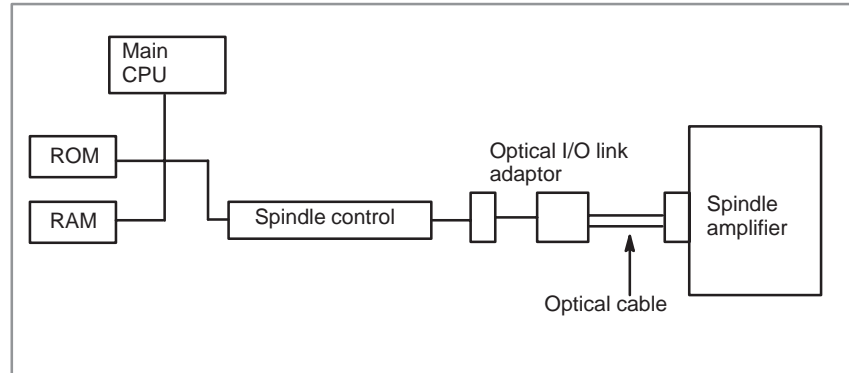 Main
CPU
ROM
RAM
Spindle control
Optical I/O link
adaptor
Optical cable
Spindle
amplifier